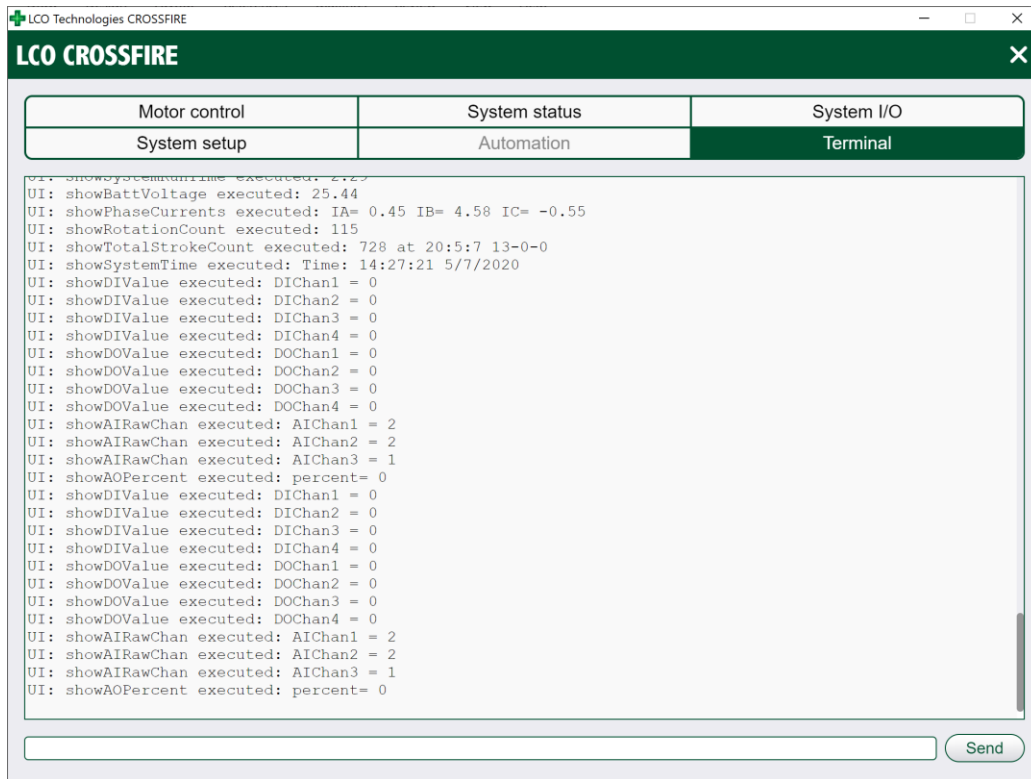 LCO Technologies CROSSFIRE
LCO CROSSFIRE
Motor control
System status
System I/O
System setup
Automation
Terminal
UI: showSystemRunTime executed: 2.29
UI: showBattVoltage executed: 25.44
UI: showPhaseCurrents executed: IA= 0.45 IB= 4.58 IC= -0.55
UI: showRotationCount executed: 115
UI: showTotalStrokeCount executed: 728 at 20:5:7 13-0-0
UI: showSystemTime executed: Time: 14:27:21 5/7/2020
UI: showDIValue executed: DIChan1 = 0
UI: showDIValue executed: DIChan2 = 0
UI: showDIValue executed: DIChan3 = 0
UI: showDIValue executed: DIChan4 = 0
UI: showDOValue executed: DOChan1 = 0
UI: showDOValue executed: DOChan2 = 0
UI: showDOValue executed: DOChan3 = 0
UI: showDOValue executed: DOChan4 = 0
UI: showAIRawChan executed: AIChan1 = 2
UI: showAIRawChan executed: AIChan2 = 2
UI: showAIRawChan executed: AIChan3 = 1
UI: showAOPercent executed: percent= 0
UI: showDIValue executed: DIChan1 = 0
UI: showDIValue executed: DIChan2 = 0
UI: showDIValue executed: DIChan3 = 0
UI: showDIValue executed: DIChan4 = 0
UI: showDOValue executed: DOChan1 = 0
UI: showDOValue executed: DOChan2 = 0
UI: showDOValue executed: DOChan3 = 0
UI: showDOValue executed: DOChan4 = 0
UI: showAIRawChan executed: AIChan1 = 2
UI: showAIRawChan executed: AIChan2 = 2
UI: showAIRawChan executed: AIChan3 = 1
UI: showAOPercent executed: percent= 0
Send